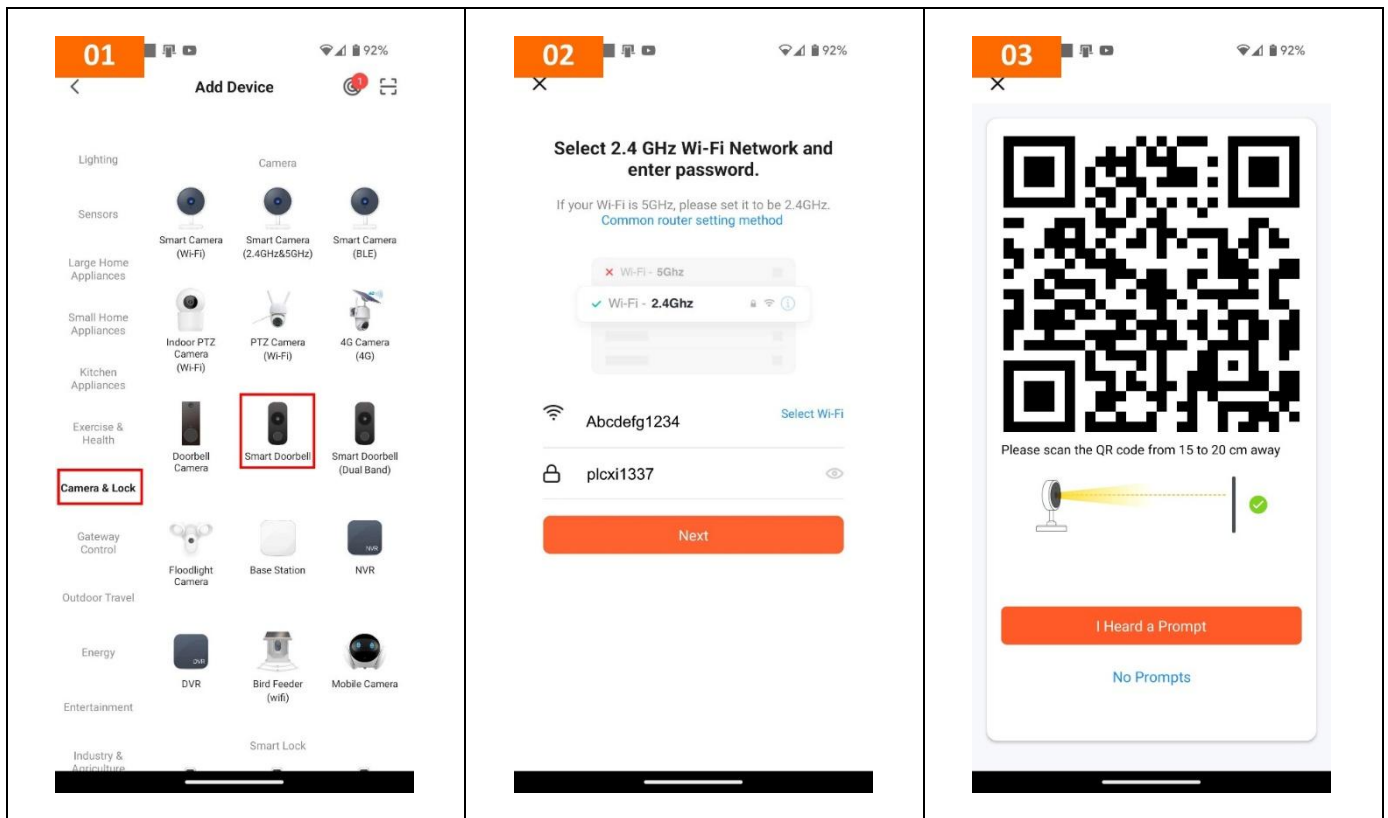 01
92%
Add Device
1
Lighting
Camera
Sensors
Smart Camera
(Wi-Fi)
Smart Camera
(2.4GHz&5GHz)
Smart Camera
(BLE)
Large Home
Appliances
Small Home
Appliances
Indoor PTZ
Camera
(Wi-Fi)
PTZ Camera
(Wi-Fi)
4G Camera
(4G)
Kitchen
Appliances
Exercise &
Health
Doorbell
Camera
Smart Doorbell
Smart Doorbell
(Dual Band)
Camera & Lock
Gateway
Control
NVR
Floodlight
Camera
Base Station
NVR
Outdoor Travel
Energy
DVR
DVR
Bird Feeder
(wifi)
Mobile Camera
Entertainment
Smart Lock
Industry &
Agriculture
02
92%
Select 2.4 GHz Wi-Fi Network and
enter password.
If your Wi-Fi is 5GHz, please set it to be 2.4GHz.
Common router setting method
Wi-Fi - 5Ghz
Wi-Fi - 2.4Ghz
Abcdefg1234
Select Wi-Fi
plcxi1337
Next
03
92%
Please scan the QR code from 15 to 20 cm away
I Heard a Prompt
No Prompts